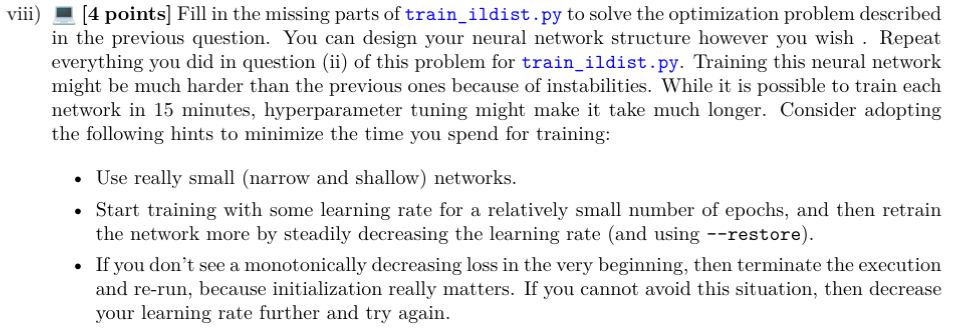 viii) 💻 [4 points] Fill in the missing parts of train_ildist.py to solve the optimization problem described
in the previous question. You can design your neural network structure however you wish . Repeat
everything you did in question (ii) of this problem for train_ildist.py. Training this neural network
might be much harder than the previous ones because of instabilities. While it is possible to train each
network in 15 minutes, hyperparameter tuning might make it take much longer. Consider adopting
the following hints to minimize the time you spend for training:
• Use really small (narrow and shallow) networks.
• Start training with some learning rate for a relatively small number of epochs, and then retrain
the network more by steadily decreasing the learning rate (and using --restore).
• If you don't see a monotonically decreasing loss in the very beginning, then terminate the execution
and re-run, because initialization really matters. If you cannot avoid this situation, then decrease
your learning rate further and try again.